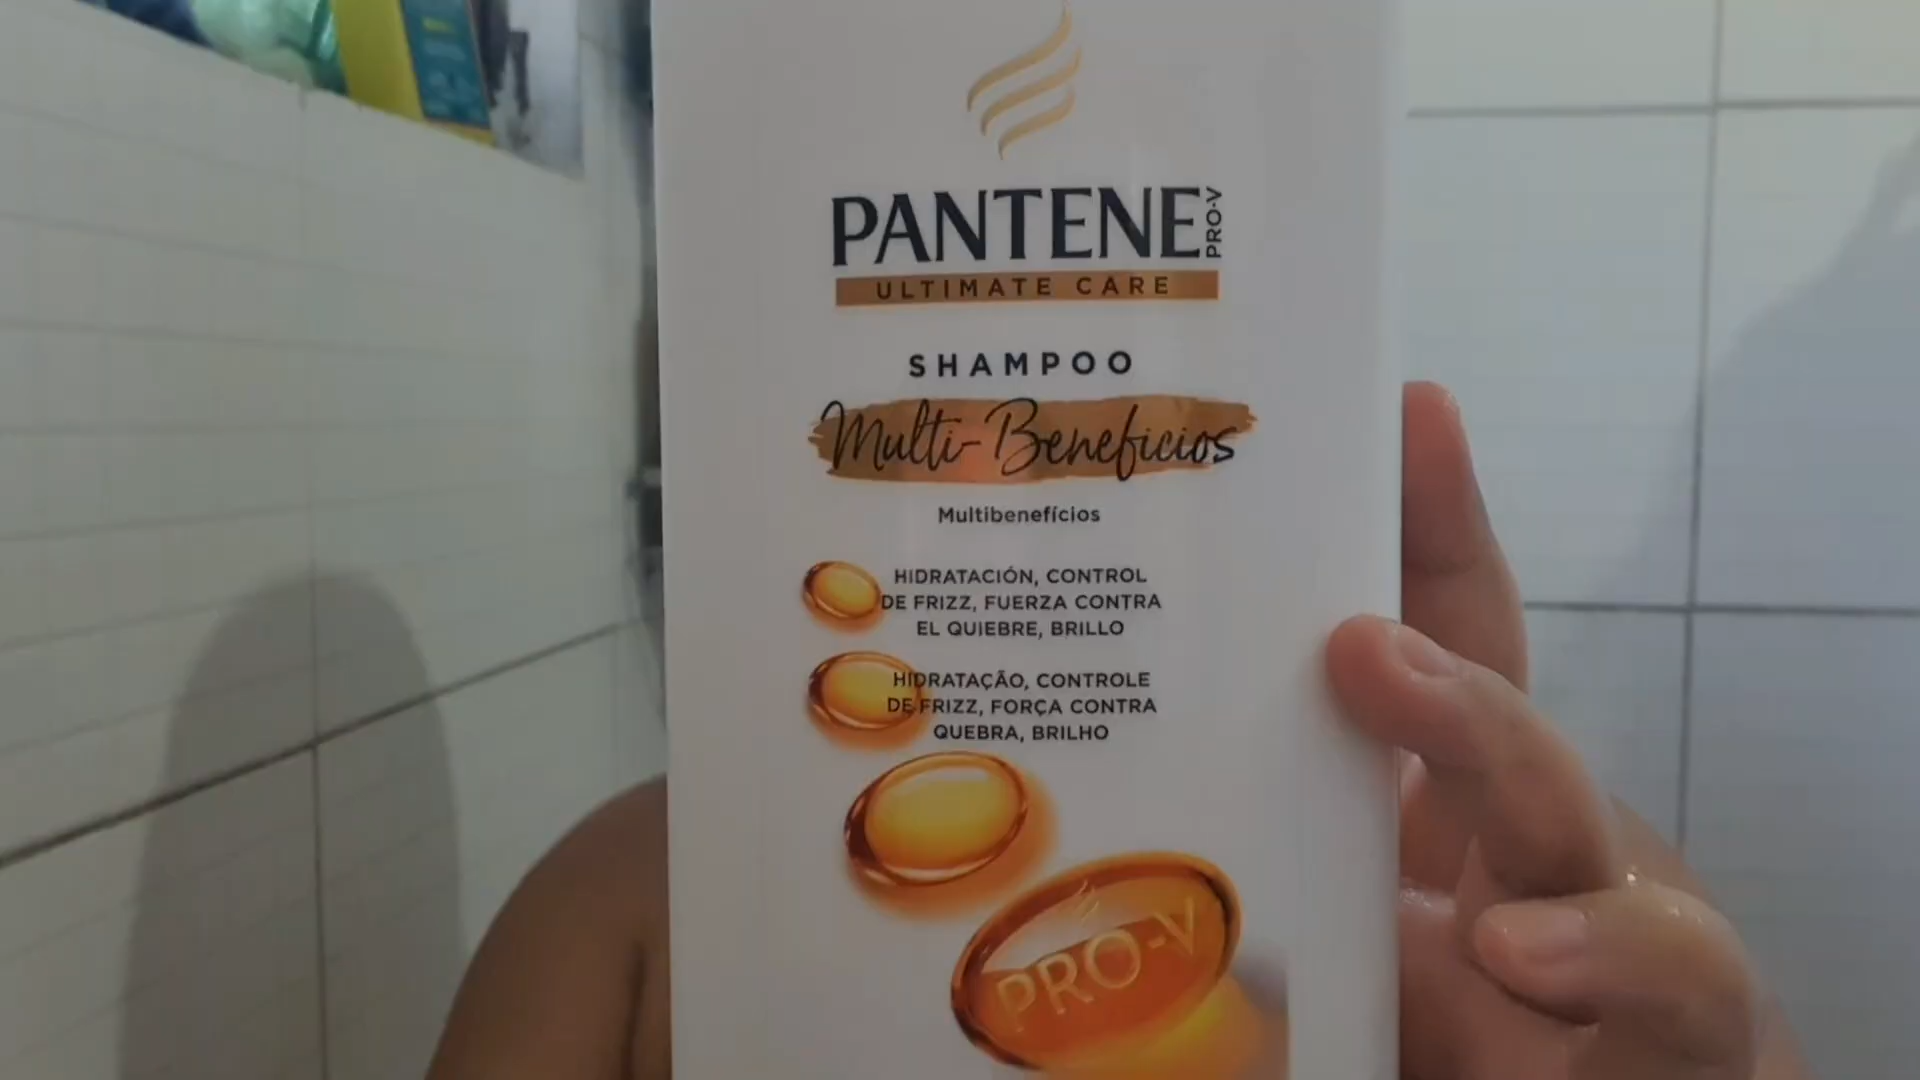 PANTENE PRO-V
ULTIMATE CARE
SHAMPOO
Multi-Beneficios
Multibenefícios
HIDRATACIÓN, CONTROL
DE FRIZZ, FUERZA CONTRA
EL QUIEBRE, BRILLO
HIDRATAÇÃO, CONTROLE
DE FRIZZ, FORÇA CONTRA
QUEBRA, BRILHO
PRO-V